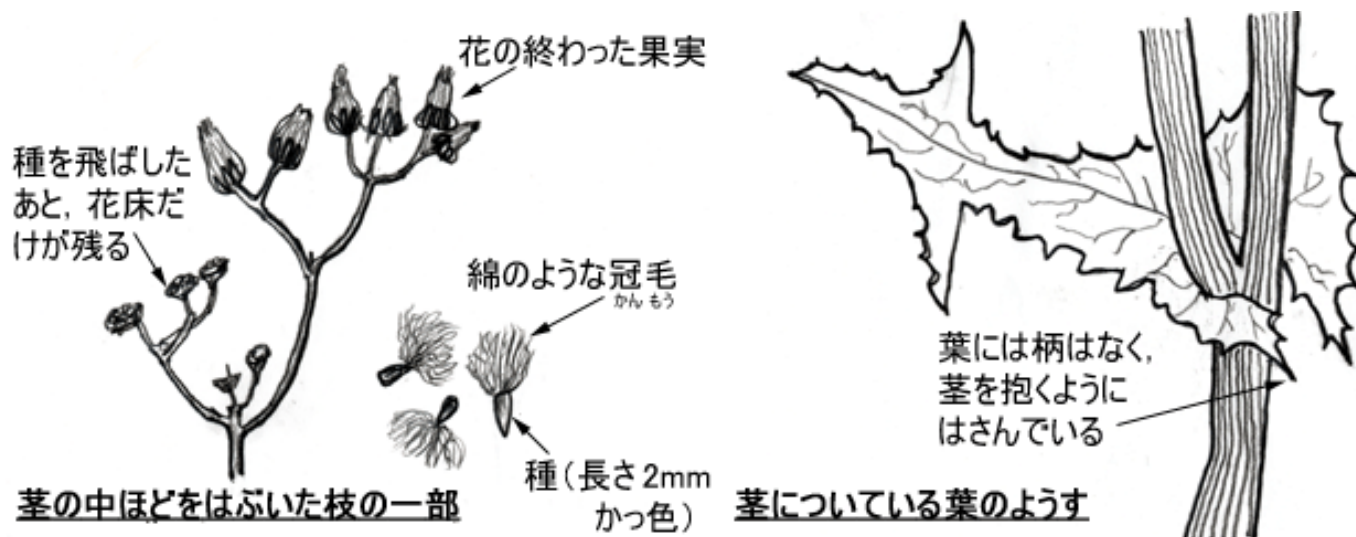 花の終わった果実
種を飛ばした
あと，花床だ
けが残る
綿のような冠毛
かんもう
種（長さ2mm
かっ色）
茎の中ほどをはぶいた枝の一部
葉には柄はなく，
茎を抱くように
はさんでいる
茎についている葉のようす